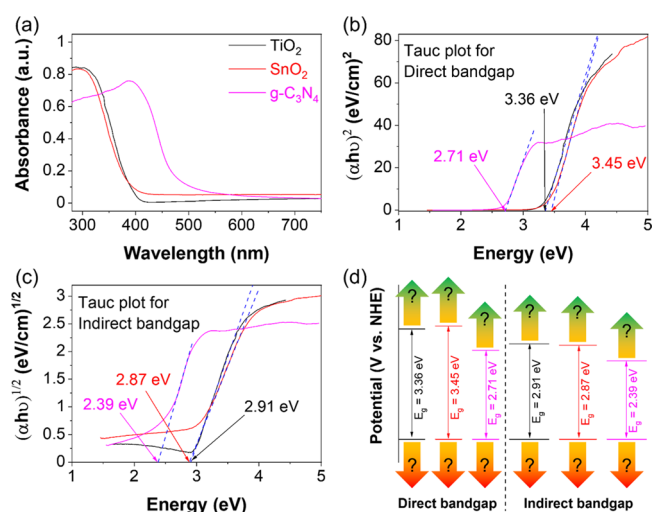 (a)
TiO2
SnO2
g-C3N4
Absorbance (a.u.)
1
0.8
0.6
0.4
0.2
0.0
300 400 500 600 700
Wavelength (nm)
(b)
Tauc plot for
Direct bandgap
(αhυ)² (eV/cm)²
80
60
40
20
0
3.36 eV
2.71 eV
3.45 eV
1 2 3 4 5
Energy (eV)
(c)
Tauc plot for
Indirect bandgap
(αhυ)1/2 (eV/cm)1/2
3
2.5
2
1.5
1
0.5
0.0
2.87 eV
2.39 eV
2.91 eV
1 2 3 4 5
Energy (eV)
(d)
Potential (V vs. NHE)
? ? ? ? ? ?
Eg = 3.36 eV
Eg = 3.45 eV
Eg = 2.71 eV
Eg = 2.91 eV
Eg = 2.87 eV
Eg = 2.39 eV
? ? ? ? ? ?
Direct bandgap Indirect bandgap